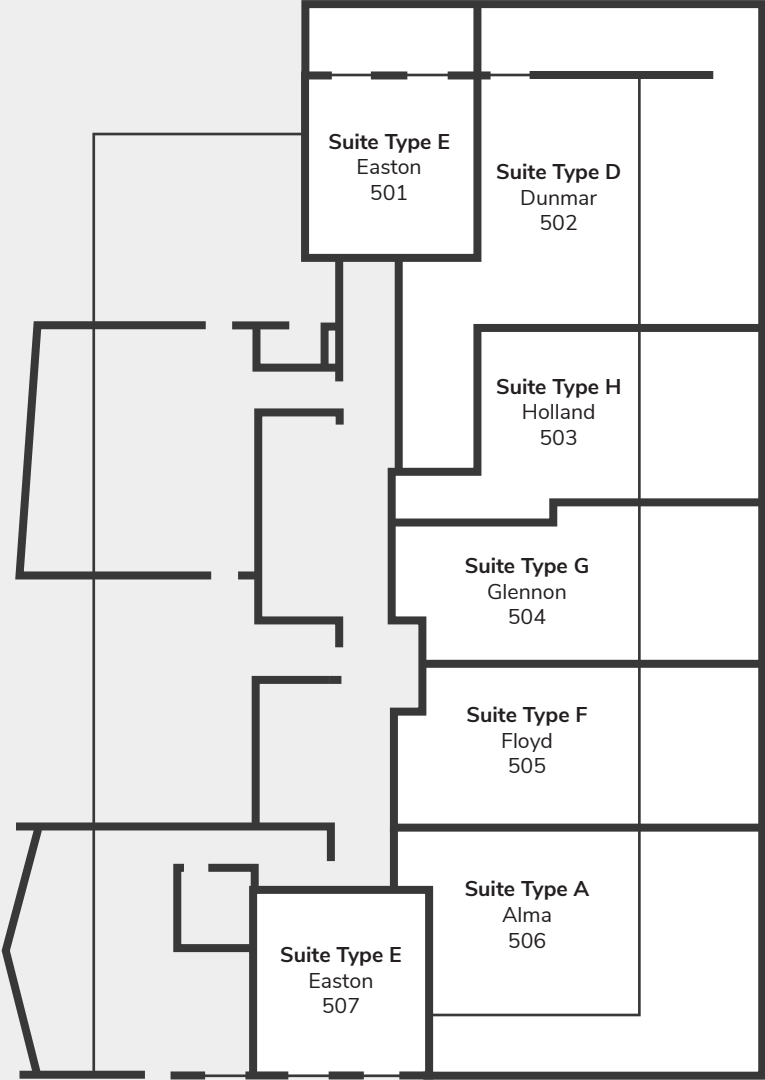 Suite Type E
Easton
501
Suite Type D
Dunmar
502
Suite Type H
Holland
503
Suite Type G
Glennon
504
Suite Type F
Floyd
505
Suite Type A
Alma
506
Suite Type E
Easton
507